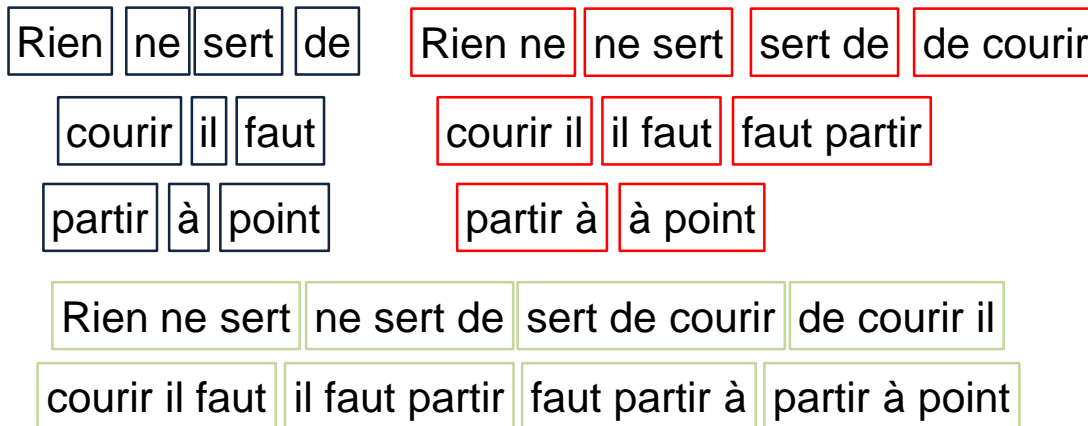 Rien ne sert de
courir il faut
partir à point
Rien ne ne sert sert de de courir
courir il il faut faut partir
partir à à point
Rien ne sert ne sert de sert de courir de courir il
courir il faut il faut partir faut partir à partir à point